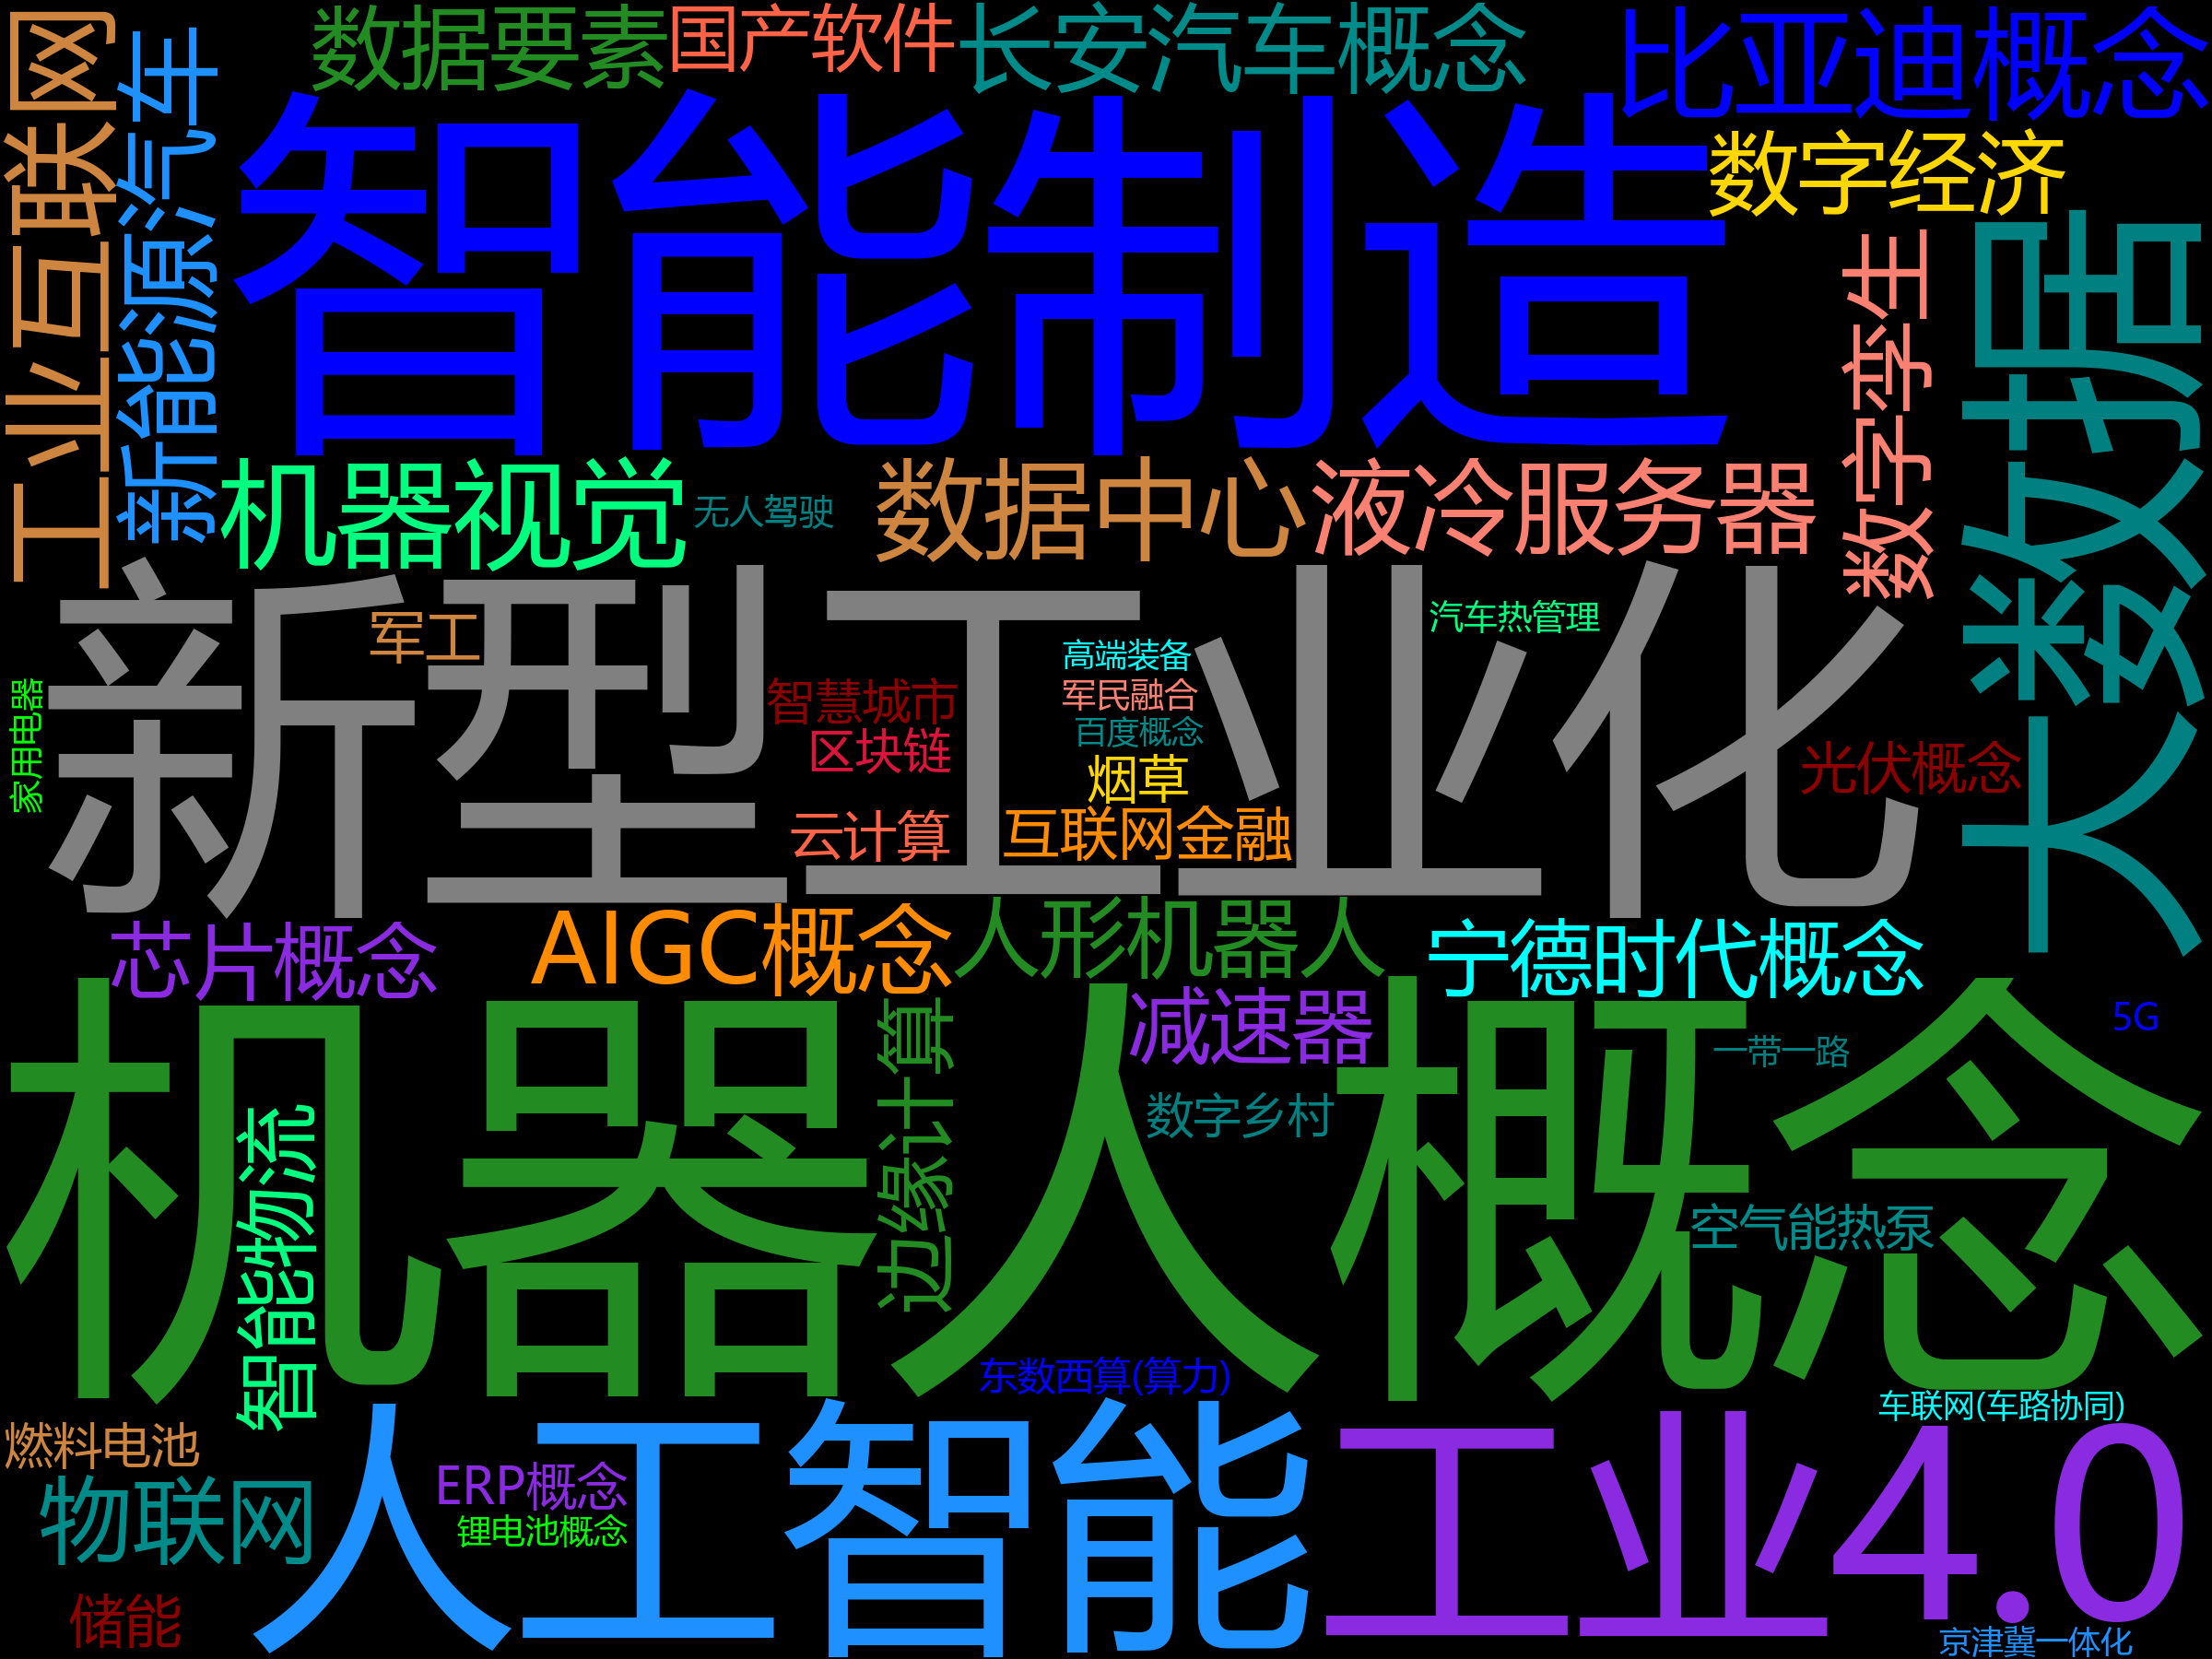 数据要素
国产软件
长安汽车概念
比亚迪概念
工业互联网
新能源汽车
智能制造
数字经济
数字孪生
大数据
机器视觉
无人驾驶
数据中心
液冷服务器
新型工业化
军工
汽车热管理
高端装备
军民融合
百度概念
智慧城市
区块链
烟草
家用电器
光伏概念
云计算
互联网金融
芯片概念
AIGC概念
人形机器人
宁德时代概念
机器人概念
减速器
5G
一带一路
边缘计算
数字乡村
智能物流
空气能热泵
东数西算(算力)
车联网(车路协同)
燃料电池
人工智能
工业4.0
ERP概念
物联网
锂电池概念
储能
京津冀一体化